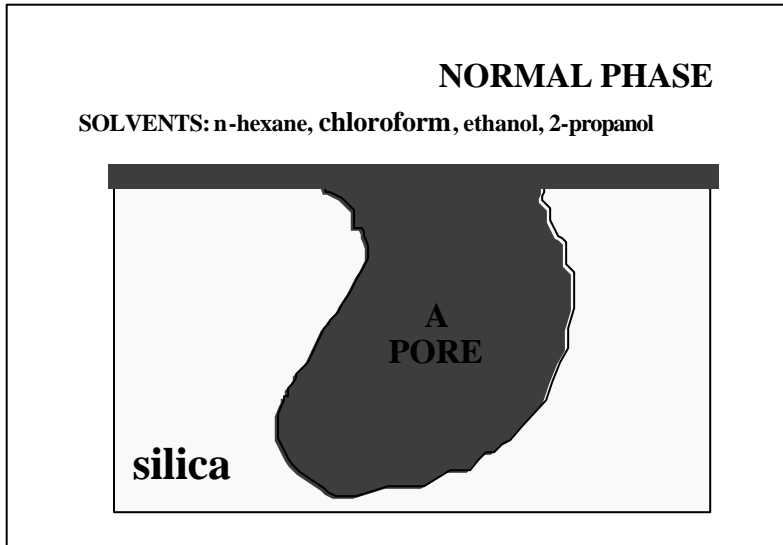 NORMAL PHASE
SOLVENTS: n-hexane, chloroform, ethanol, 2-propanol
A
PORE
silica